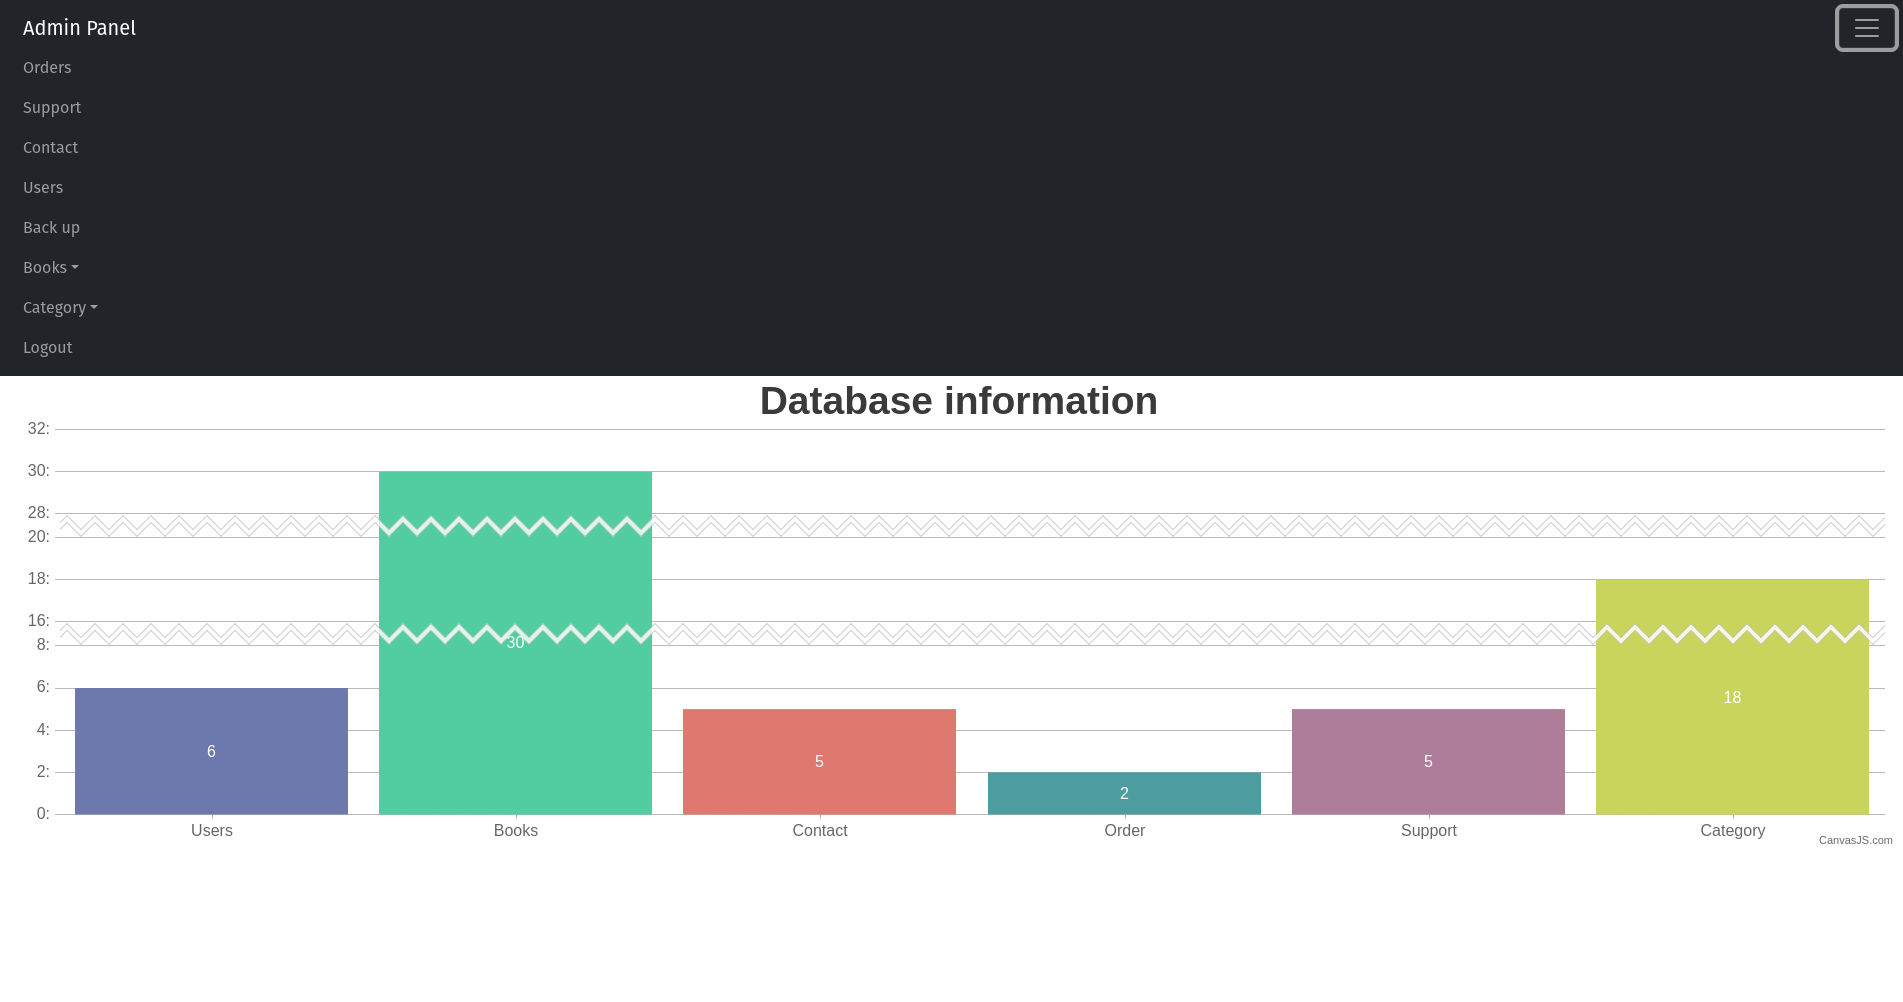 Admin Panel
Orders
Support
Contact
Users
Back up
Books
Category
Logout
Database information
32:
30:
28:
20:
18:
16:
8:
6:
4:
2:
0:
6
30
5
2
5
18
Users
Books
Contact
Order
Support
Category
CanvasJS.com